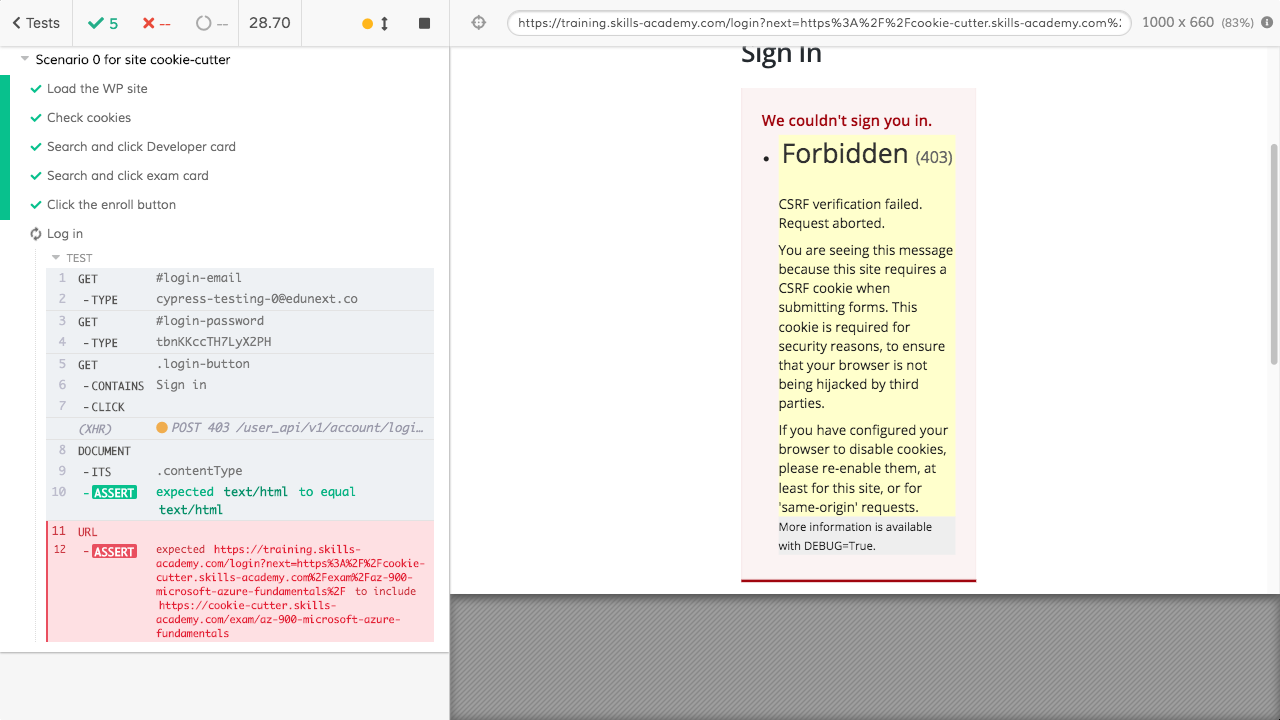 Tests
5
--
--
28.70
https://training.skills-academy.com/login?next=https%3A%2F%2Fcookie-cutter.skills-academy.com%
1000 x 660 (83%)
Scenario 0 for site cookie-cutter
Load the WP site
Check cookies
Search and click Developer card
Search and click exam card
Click the enroll button
Log in
TEST
1 GET #login-email
2 -TYPE cypress-testing-0@edunext.co
3 GET #login-password
4 -TYPE tbnKKccTH7LyX2PH
5 GET .login-button
6 -CONTAINS Sign in
7 -CLICK
(XHR) POST 403 /user_api/v1/account/logi…
8 DOCUMENT
9 -ITS .contentType
10 -ASSERT expected text/html to equal
text/html
11 URL
12 -ASSERT expected https://training.skills-
academy.com/login?next=https%3A%2F%2Fcookie-
cutter.skills-academy.com%2Fexam%2Faz-900-
microsoft-azure-fundamentals%2F to include
https://cookie-cutter.skills-
academy.com/exam/az-900-microsoft-azure-
fundamentals
Sign In
We couldn't sign you in.
Forbidden (403)
CSRF verification failed.
Request aborted.
You are seeing this message
because this site requires a
CSRF cookie when
submitting forms. This
cookie is required for
security reasons, to ensure
that your browser is not
being hijacked by third
parties.
If you have configured your
browser to disable cookies,
please re-enable them, at
least for this site, or for
'same-origin' requests.
More information is available
with DEBUG=True.